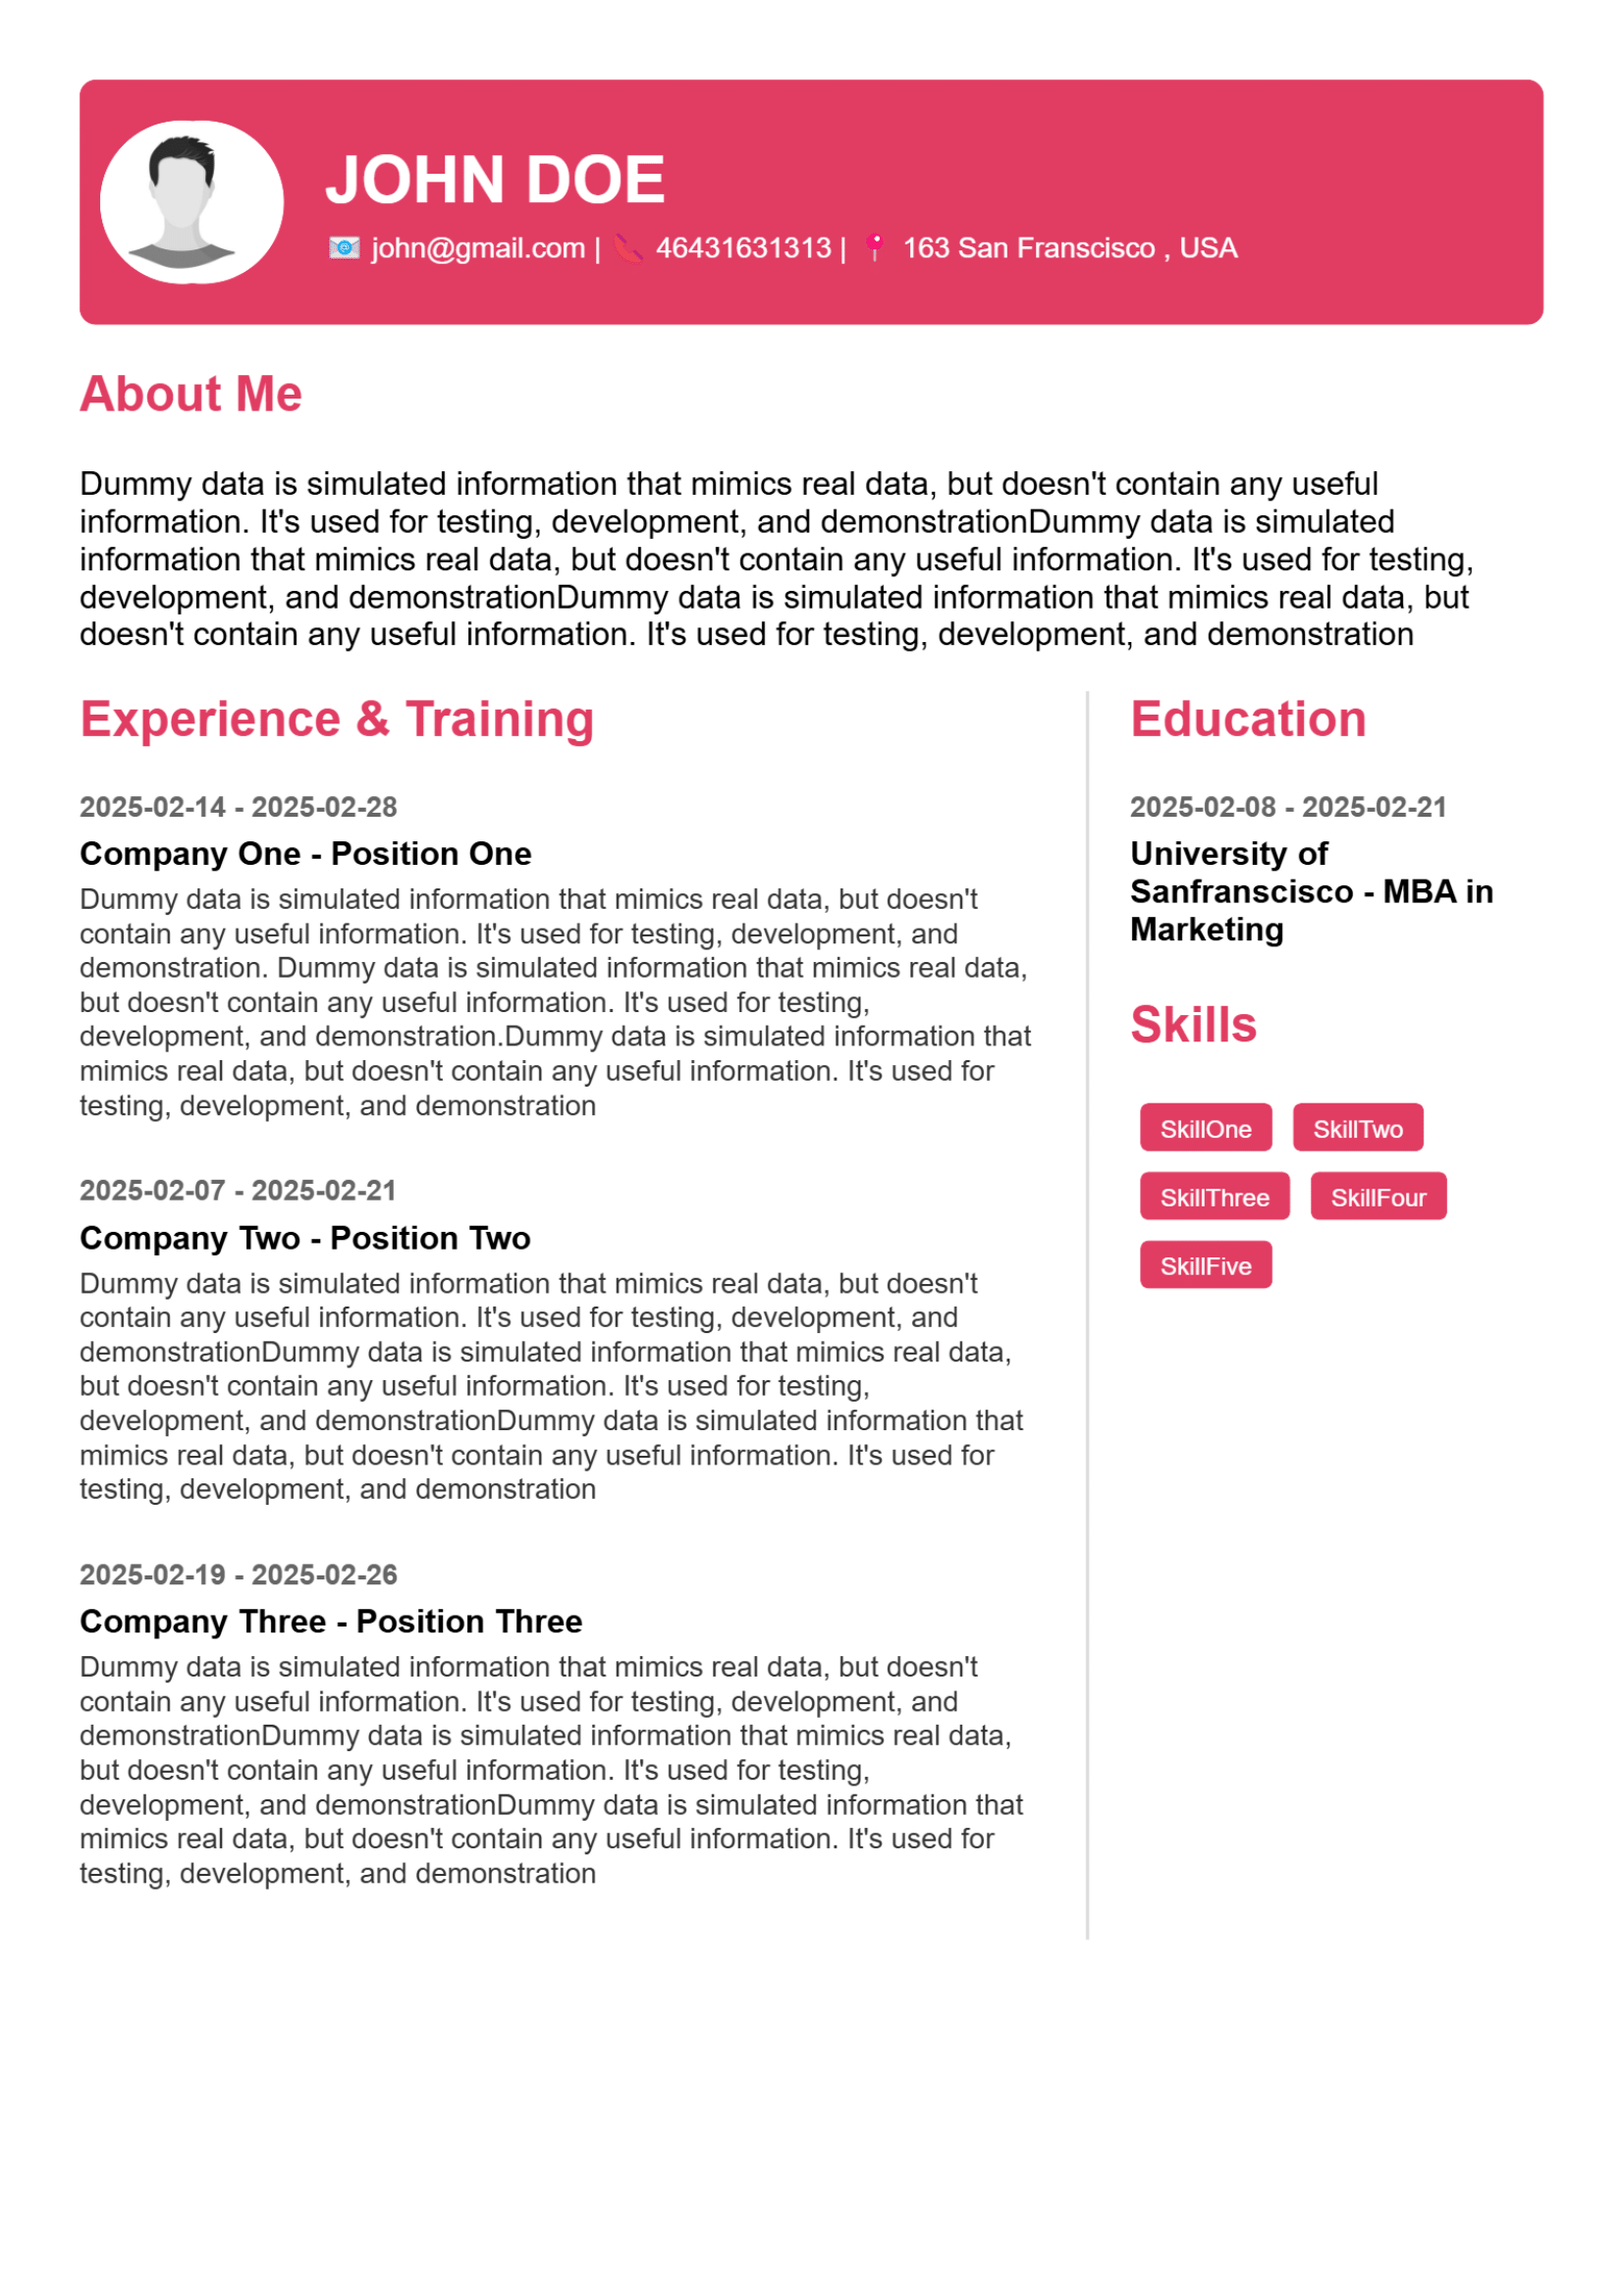 JOHN DOE
john@gmail.com | 46431631313 | 163 San Franscisco , USA
About Me
Dummy data is simulated information that mimics real data, but doesn't contain any useful
information. It's used for testing, development, and demonstrationDummy data is simulated
information that mimics real data, but doesn't contain any useful information. It's used for testing,
development, and demonstrationDummy data is simulated information that mimics real data, but
doesn't contain any useful information. It's used for testing, development, and demonstration
Experience & Training
2025-02-14 - 2025-02-28
Company One - Position One
Dummy data is simulated information that mimics real data, but doesn't
contain any useful information. It's used for testing, development, and
demonstration. Dummy data is simulated information that mimics real data,
but doesn't contain any useful information. It's used for testing,
development, and demonstration.Dummy data is simulated information that
mimics real data, but doesn't contain any useful information. It's used for
testing, development, and demonstration
2025-02-07 - 2025-02-21
Company Two - Position Two
Dummy data is simulated information that mimics real data, but doesn't
contain any useful information. It's used for testing, development, and
demonstrationDummy data is simulated information that mimics real data,
but doesn't contain any useful information. It's used for testing,
development, and demonstrationDummy data is simulated information that
mimics real data, but doesn't contain any useful information. It's used for
testing, development, and demonstration
2025-02-19 - 2025-02-26
Company Three - Position Three
Dummy data is simulated information that mimics real data, but doesn't
contain any useful information. It's used for testing, development, and
demonstrationDummy data is simulated information that mimics real data,
but doesn't contain any useful information. It's used for testing,
development, and demonstrationDummy data is simulated information that
mimics real data, but doesn't contain any useful information. It's used for
testing, development, and demonstration
Education
2025-02-08 - 2025-02-21
University of
Sanfranscisco - MBA in
Marketing
Skills
SkillOne SkillTwo
SkillThree SkillFour
SkillFive